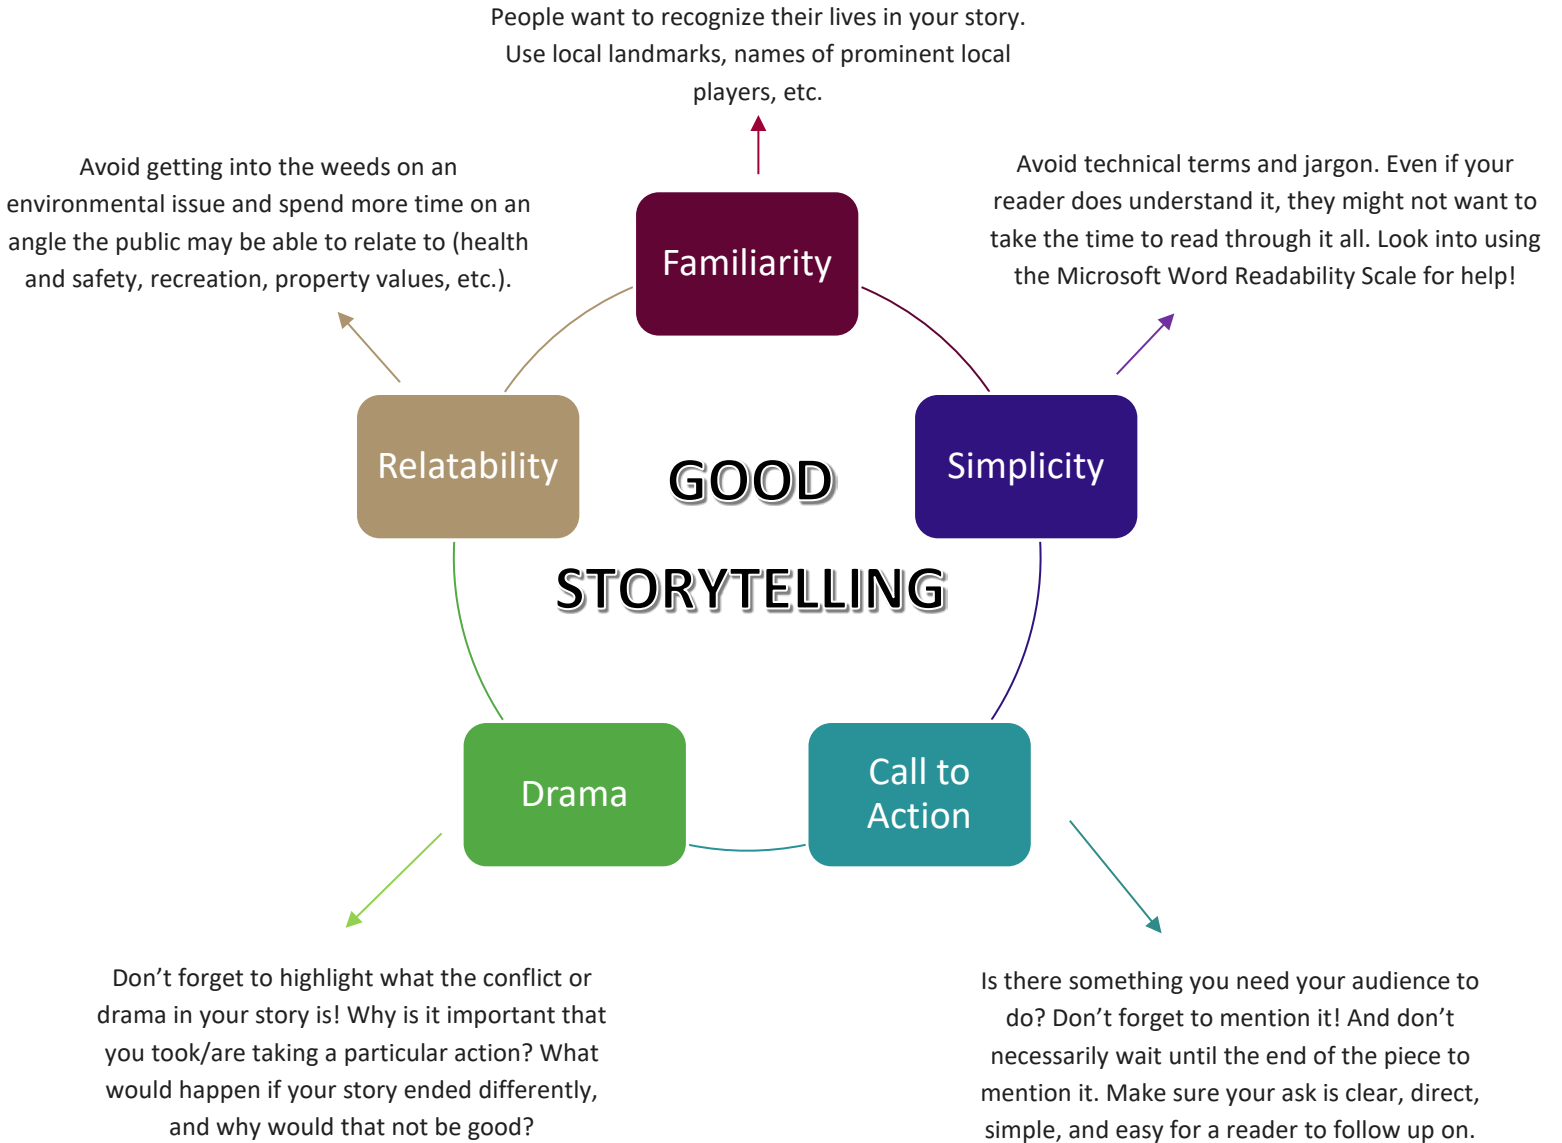 People want to recognize their lives in your story.
Use local landmarks, names of prominent local
players, etc.
Avoid getting into the weeds on an
environmental issue and spend more time on an
angle the public may be able to relate to (health
and safety, recreation, property values, etc.).
Avoid technical terms and jargon. Even if your
reader does understand it, they might not want to
take the time to read through it all. Look into using
the Microsoft Word Readability Scale for help!
Familiarity
Relatability
Simplicity
GOOD
STORYTELLING
Drama
Call to
Action
Don’t forget to highlight what the conflict or
drama in your story is! Why is it important that
you took/are taking a particular action? What
would happen if your story ended differently,
and why would that not be good?
Is there something you need your audience to
do? Don’t forget to mention it! And don’t
necessarily wait until the end of the piece to
mention it. Make sure your ask is clear, direct,
simple, and easy for a reader to follow up on.